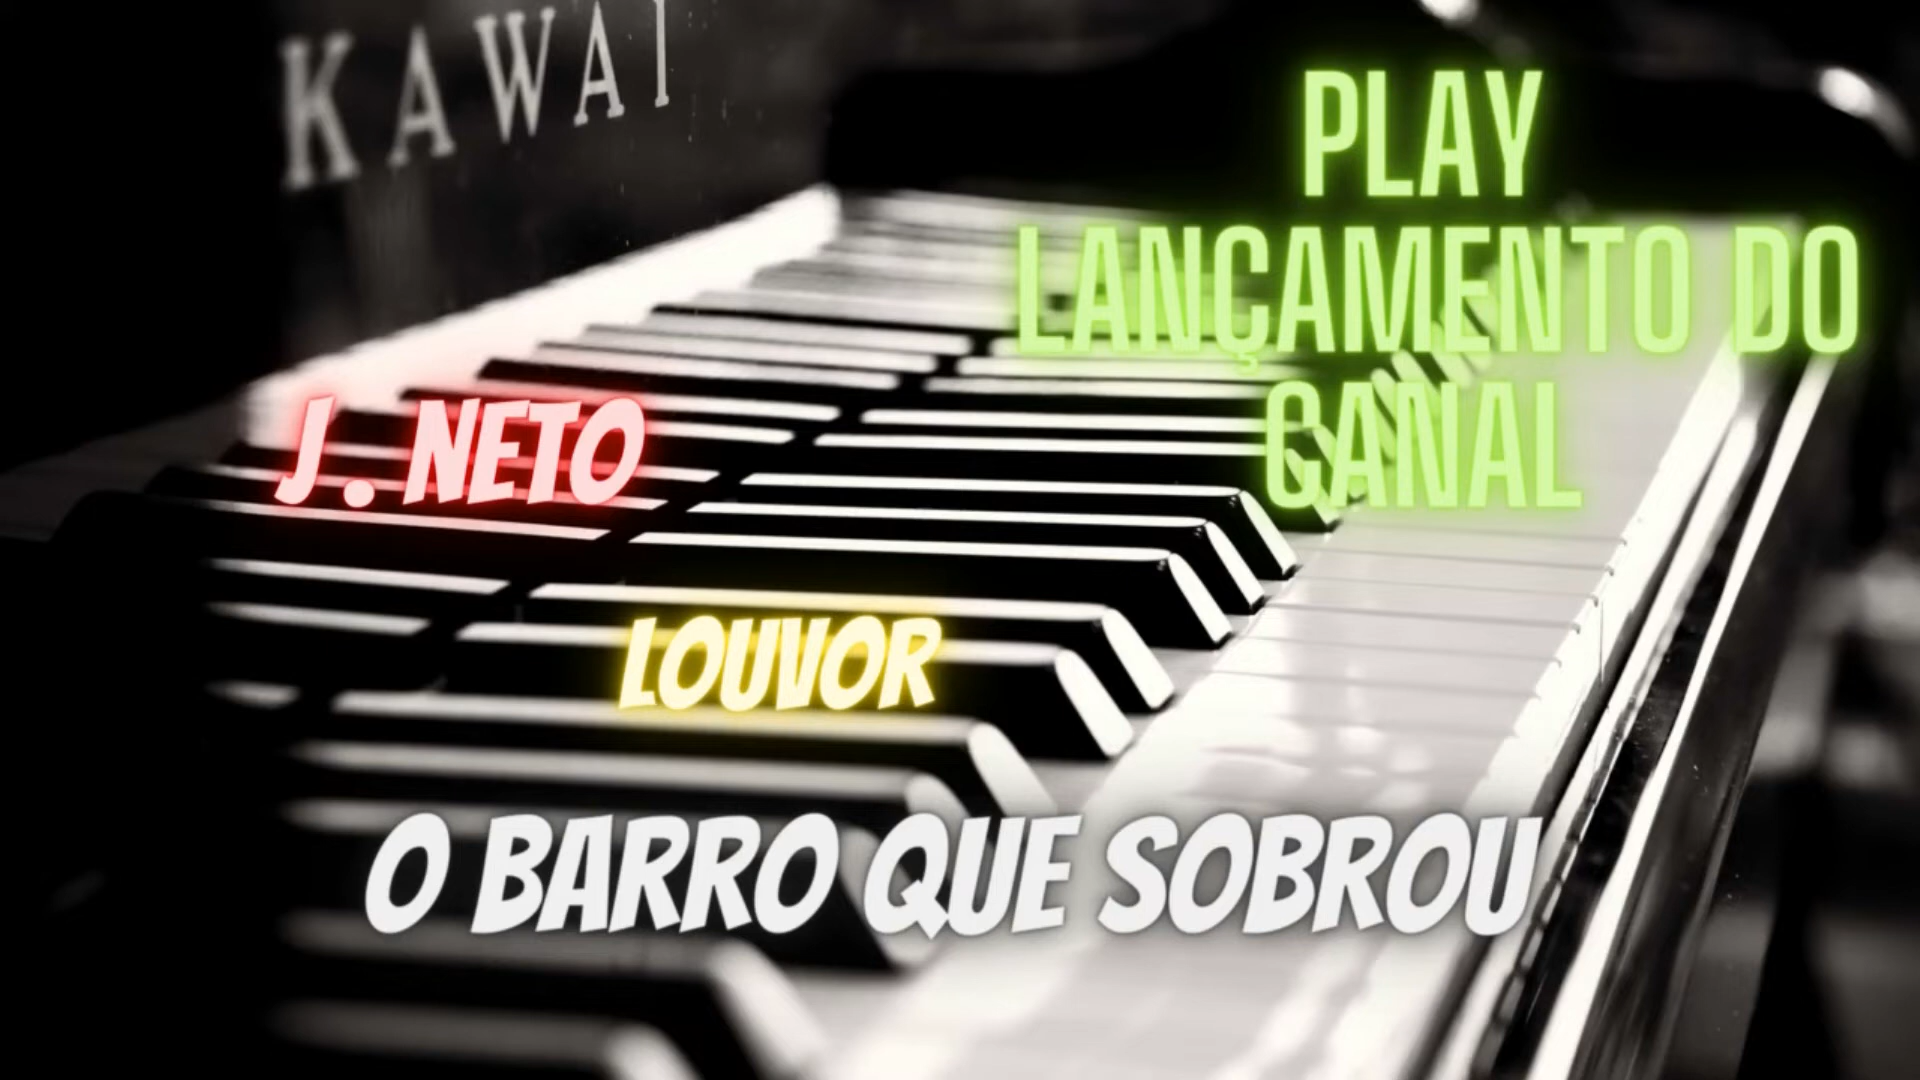 KAWAI
PLAY
LANÇAMENTO DO
CANAL
J. NETO
LOUVOR
O BARRO QUE SOBROU